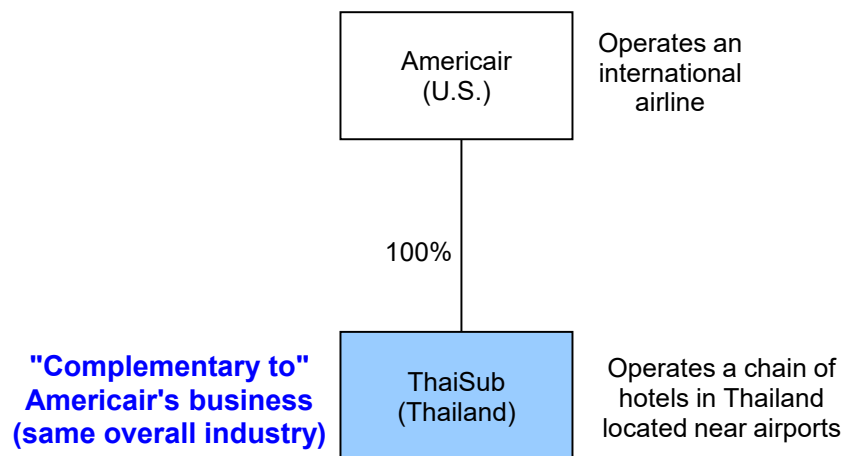 Americair
(U.S.)
Operates an
international
airline
100%
"Complementary to"
Americair's business
(same overall industry)
ThaiSub
(Thailand)
Operates a chain of
hotels in Thailand
located near airports